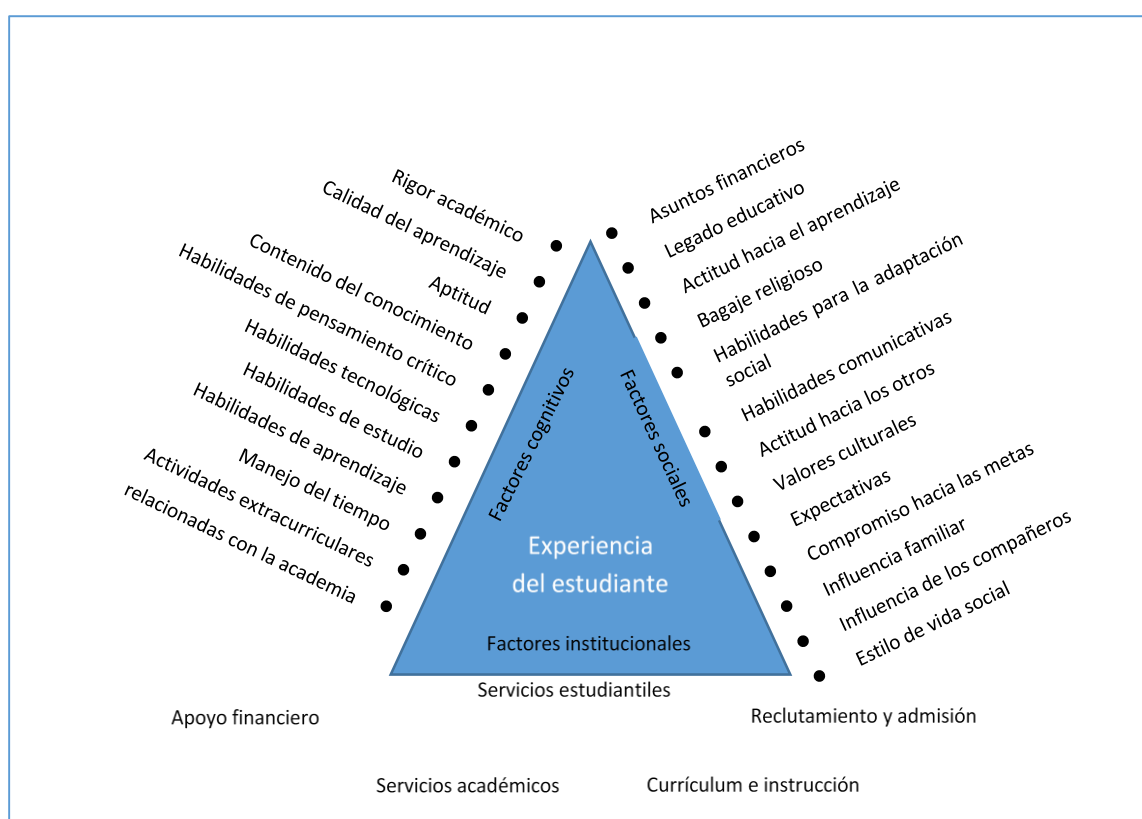 Rigor académico
Calidad del aprendizaje
Aptitud
Contenido del conocimiento
Habilidades de pensamiento crítico
Habilidades tecnológicas
Habilidades de estudio
Habilidades de aprendizaje
Manejo del tiempo
Actividades extracurriculares
relacionadas con la academia
Asuntos financieros
Legado educativo
Actitud hacia el aprendizaje
Bagaje religioso
Habilidades para la adaptación
social
Habilidades comunicativas
Actitud hacia los otros
Valores culturales
Expectativas
Compromiso hacia las metas
Influencia familiar
Influencia de los compañeros
Estilo de vida social
Factores cognitivos
Factores sociales
Experiencia
del estudiante
Factores institucionales
Servicios estudiantiles
Apoyo financiero
Reclutamiento y admisión
Servicios académicos
Currículum e instrucción